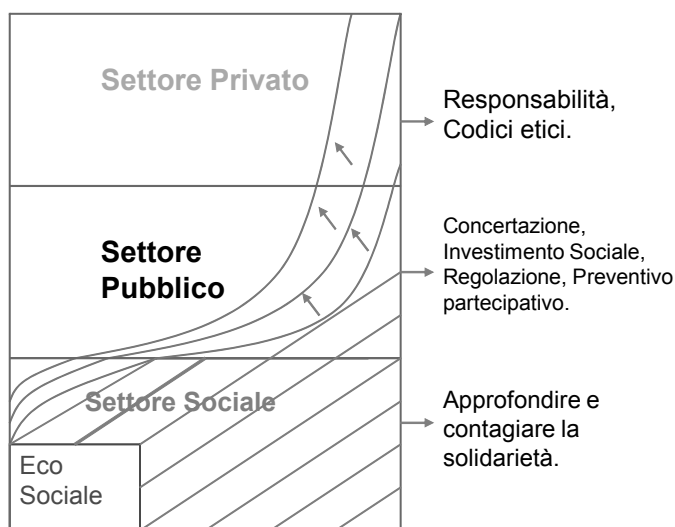 Settore Privato
Responsabilità,
Codici etici.
Settore
Pubblico
Concertazione,
Investimento Sociale,
Regolazione, Preventivo
partecipativo.
Settore Sociale
Approfondire e
contagiare la
solidarietà.
Eco
Sociale